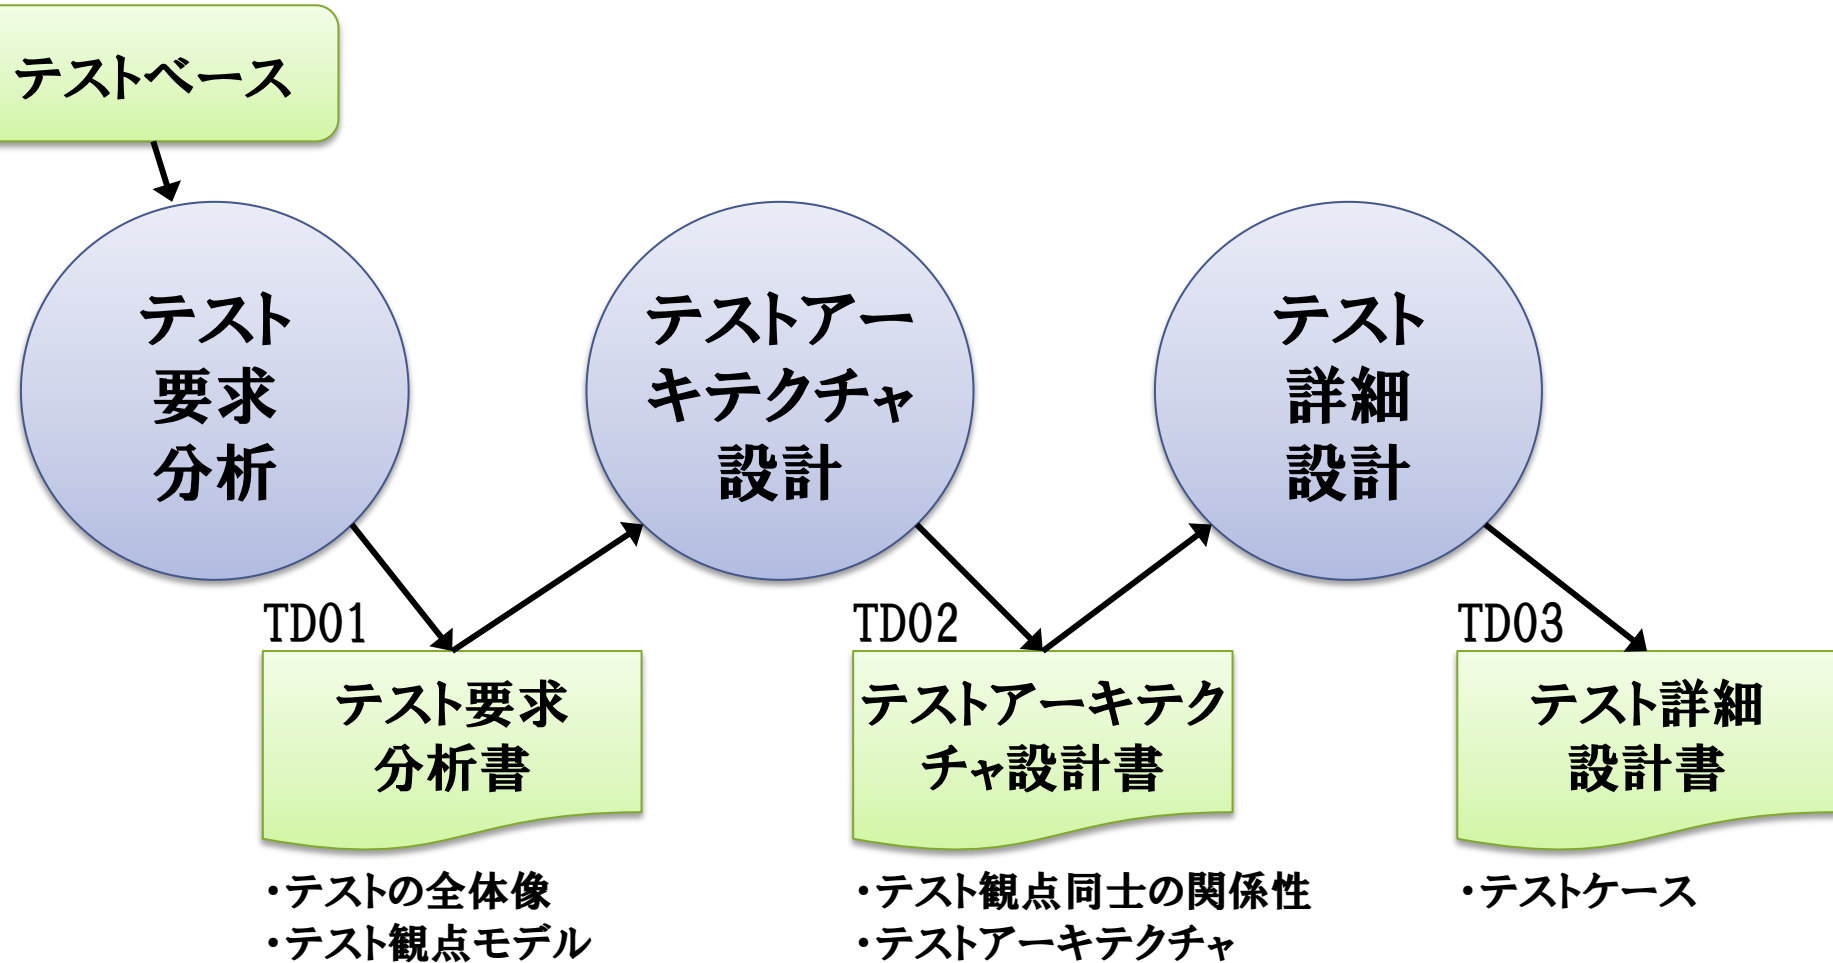 テストベース
テスト
要求
分析
テストアー
キテクチャ
設計
テスト
詳細
設計
TD01
テスト要求
分析書
・テストの全体像
・テスト観点モデル
TD02
テストアーキテク
チャ設計書
・テスト観点同士の関係性
・テストアーキテクチャ
TD03
テスト詳細
設計書
・テストケース